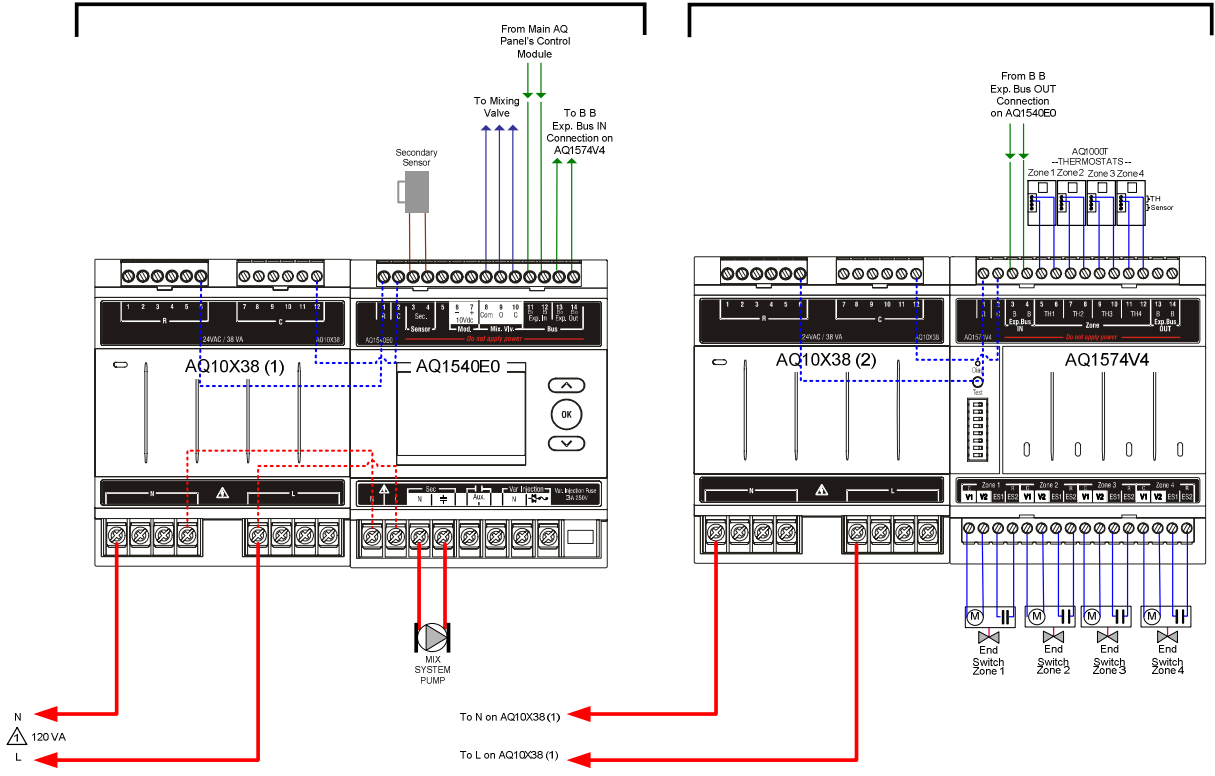 From Main AQ
Panel's Control
Module
To Mixing
Valve
To B B
Exp. Bus IN
Connection on
AQ1574V4
Secondary
Sensor
From B B
Exp. Bus OUT
Connection
on AQ1540E0
AQ1000T
--THERMOSTATS--
Zone 1 Zone 2 Zone 3 Zone 4
TH
Sensor
1 2 3 4 5
R
7 8 9 10 11 12
C
24VAC / 38 VA
AQ10X38
R C
3 4 5 6 7 8 9 10 11 12 13 14
Sec.
Sensor
10Vdc
Mod.
Com O C
Mix. Vlv.
Exp. Exp. Out
Bus
AQ1540E0
Do not apply power
AQ10X38 (1)
AQ1540E0
OK
N
L
N
Sec
N
Aux.
Var. Injection
N
Var. Injection Fuse
3A 250V
MIX
SYSTEM
PUMP
N
1
120 VA
L
1 2 3 4 5
R
7 8 9 10 11 12
C
24VAC / 38 VA
AQ10X38
3 4 5 6 7 8 9 10 11 12 13 14
B B
Exp.Bus
IN
TH1 TH2 TH3 TH4
Zone
B B
Exp.Bus
OUT
AQ1574V4
Do not apply power
AQ10X38 (2)
AQ1574V4
Test
N
L
C Zone 1 R C Zone 2 R C Zone 3 R C Zone 4 R
V1 V2 ES1 ES2 V1 V2 ES1 ES2 V1 V2 ES1 ES2 V1 V2 ES1 ES2
M M M M
End
Switch
Zone 1
End
Switch
Zone 2
End
Switch
Zone 3
End
Switch
Zone 4
To N on AQ10X38 (1)
To L on AQ10X38 (1)